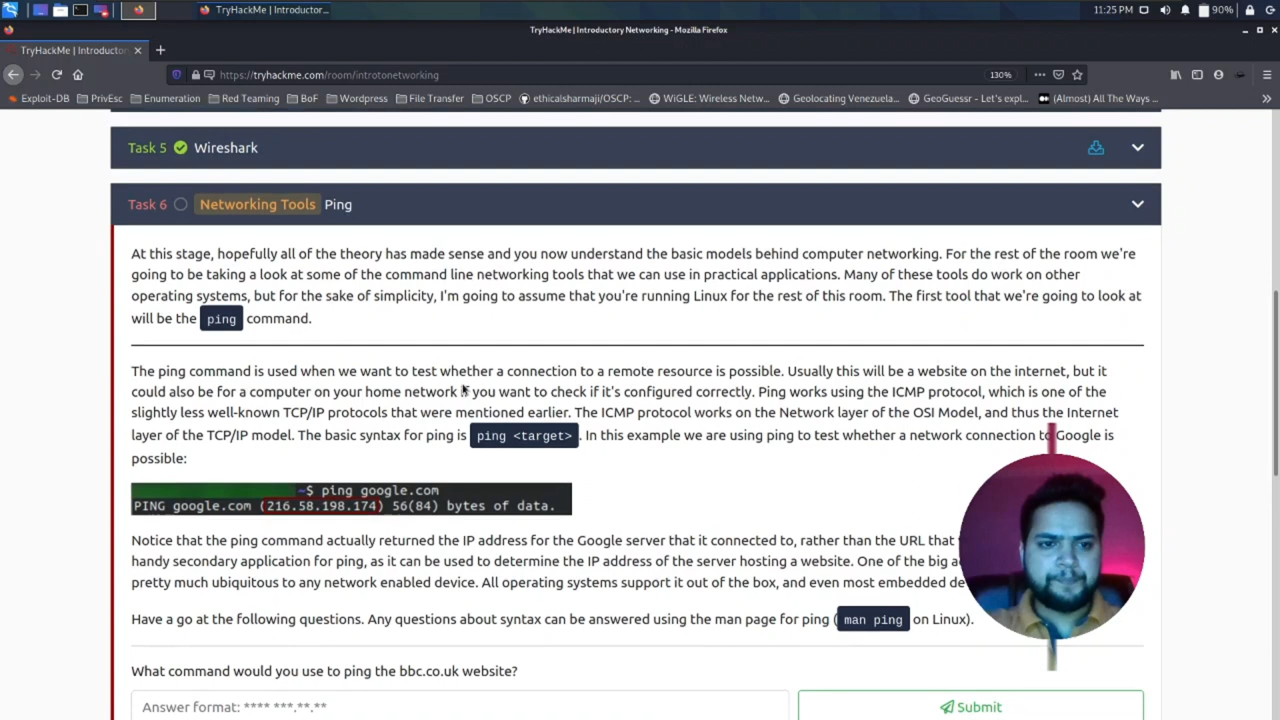 TryHackMe | Introductor...
11:25 PM
90%
TryHackMe | Introductory Networking - Mozilla Firefox
TryHackMe | Introductory
https://tryhackme.com/room/introtonetworking
130%
Exploit-DB PrivEsc Enumeration Red Teaming BoF Wordpress File Transfer OSCP ethicalsharmaji/OSCP:... WiGLE: Wireless Netw... Geolocating Venezuela... GeoGuessr - Let's expl... (Almost) All The Ways ...
Task 5 Wireshark
Task 6 Networking Tools Ping
At this stage, hopefully all of the theory has made sense and you now understand the basic models behind computer networking. For the rest of the room we're
going to be taking a look at some of the command line networking tools that we can use in practical applications. Many of these tools do work on other
operating systems, but for the sake of simplicity, I'm going to assume that you're running Linux for the rest of this room. The first tool that we're going to look at
will be the ping command.
The ping command is used when we want to test whether a connection to a remote resource is possible. Usually this will be a website on the internet, but it
could also be for a computer on your home network if you want to check if it's configured correctly. Ping works using the ICMP protocol, which is one of the
slightly less well-known TCP/IP protocols that were mentioned earlier. The ICMP protocol works on the Network layer of the OSI Model, and thus the Internet
layer of the TCP/IP model. The basic syntax for ping is ping <target>. In this example we are using ping to test whether a network connection to Google is
possible:
~$ ping google.com
PING google.com (216.58.198.174) 56(84) bytes of data.
Notice that the ping command actually returned the IP address for the Google server that it connected to, rather than the URL that
handy secondary application for ping, as it can be used to determine the IP address of the server hosting a website. One of the big
pretty much ubiquitous to any network enabled device. All operating systems support it out of the box, and even most embedded
Have a go at the following questions. Any questions about syntax can be answered using the man page for ping (man ping on Linux).
What command would you use to ping the bbc.co.uk website?
Answer format: **** ***.**.**
Submit